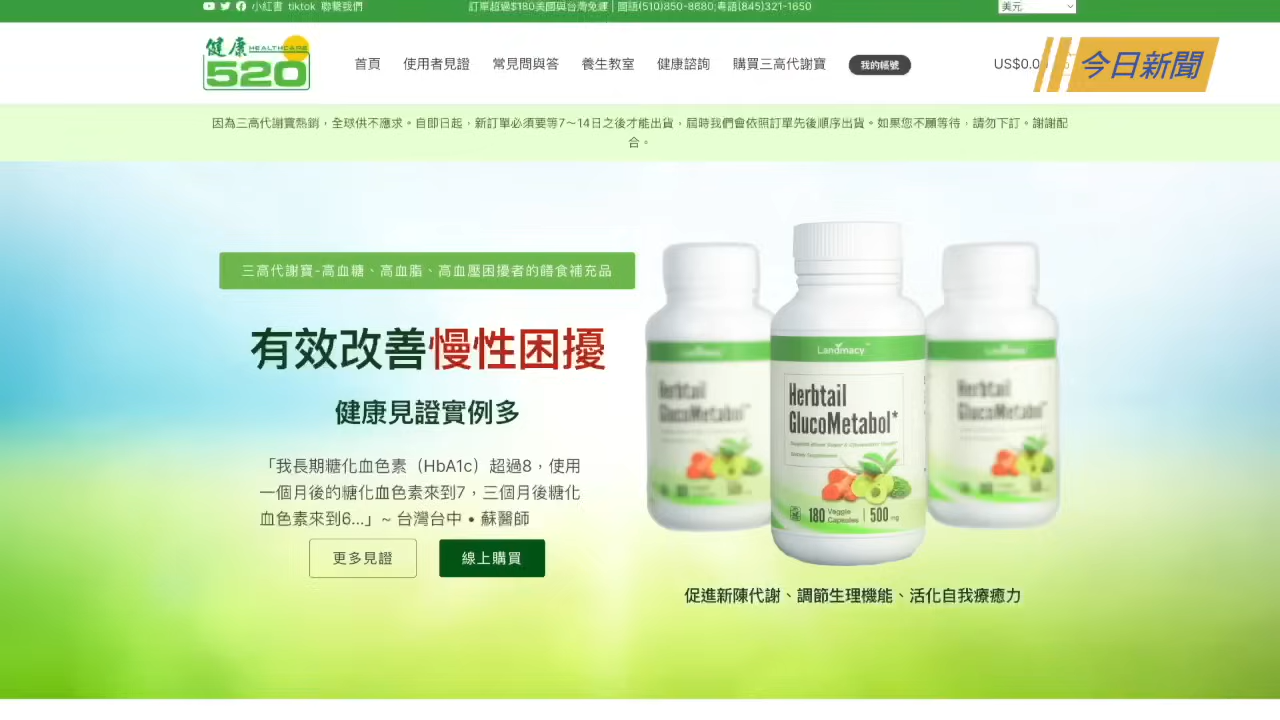 小紅書 tiktok 聯繫我們
訂單超過$180美國與台灣免運 | 國語(510)850-8680;粵語(845)321-1650
美元
健康 HEALTHCARE
520
首頁 使用者見證 常見問與答 養生教室 健康諮詢 購買三高代謝寶 我的帳號
US$0.0
今日新聞
因為三高代謝寶熱銷，全球供不應求。自即日起，新訂單必須要等7～14日之後才能出貨，屆時我們會依照訂單先後順序出貨。如果您不願等待，請勿下訂。謝謝配
合。
三高代謝寶-高血糖、高血脂、高血壓困擾者的膳食補充品
有效改善慢性困擾
健康見證實例多
「我長期糖化血色素（HbA1c）超過8，使用
一個月後的糖化血色素來到7，三個月後糖化
血色素來到6...」~ 台灣台中 • 蘇醫師
更多見證 線上購買
Landmacy
Herbtail
GlucoMetabol*
Dietary Supplement
180 Veggie Capsules | 500 mg
Herbtail
GlucoMetabol
Herbtail
GlucoMetabol
促進新陳代謝、調節生理機能、活化自我療癒力